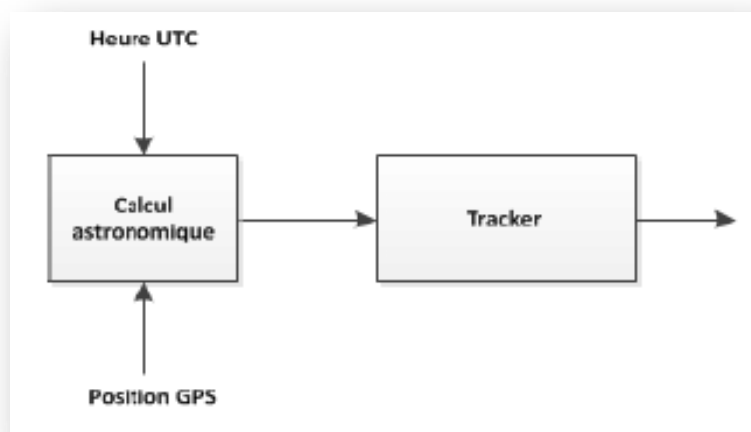 Heure UTC
Calcul
astronomique
Tracker
Position GPS